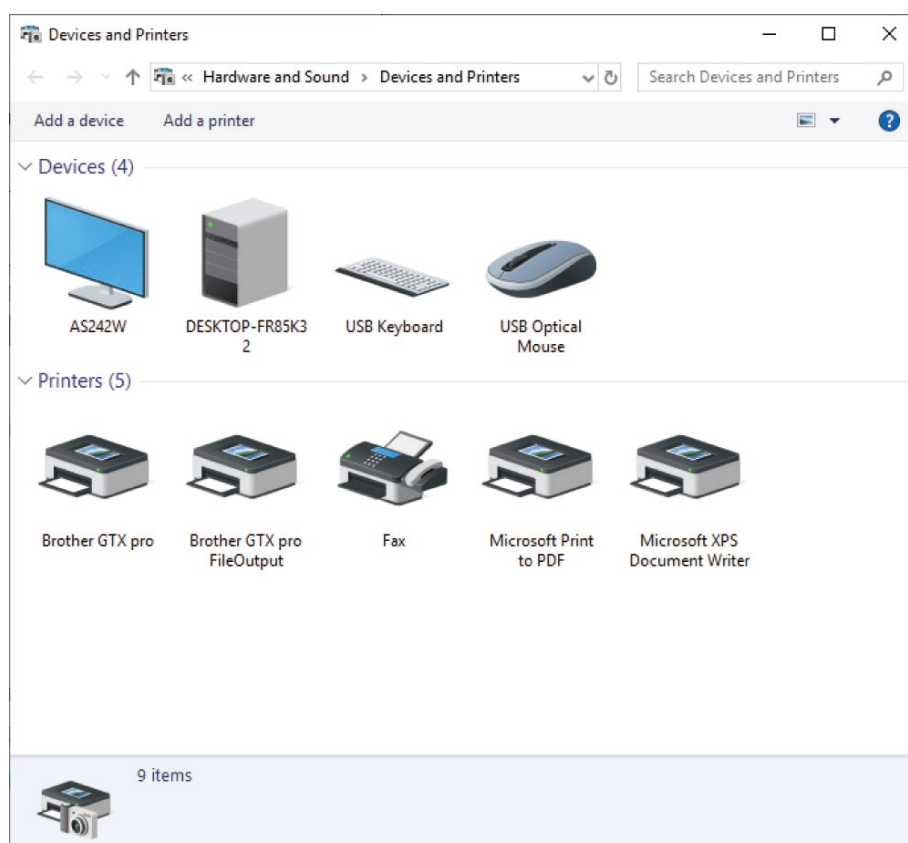 Devices and Printers
« Hardware and Sound > Devices and Printers
Search Devices and Printers
Add a device Add a printer
?
Devices (4)
AS242W
DESKTOP-FR85K3
2
USB Keyboard
USB Optical
Mouse
Printers (5)
Brother GTX pro
Brother GTX pro
FileOutput
Fax
Microsoft Print
to PDF
Microsoft XPS
Document Writer
9 items